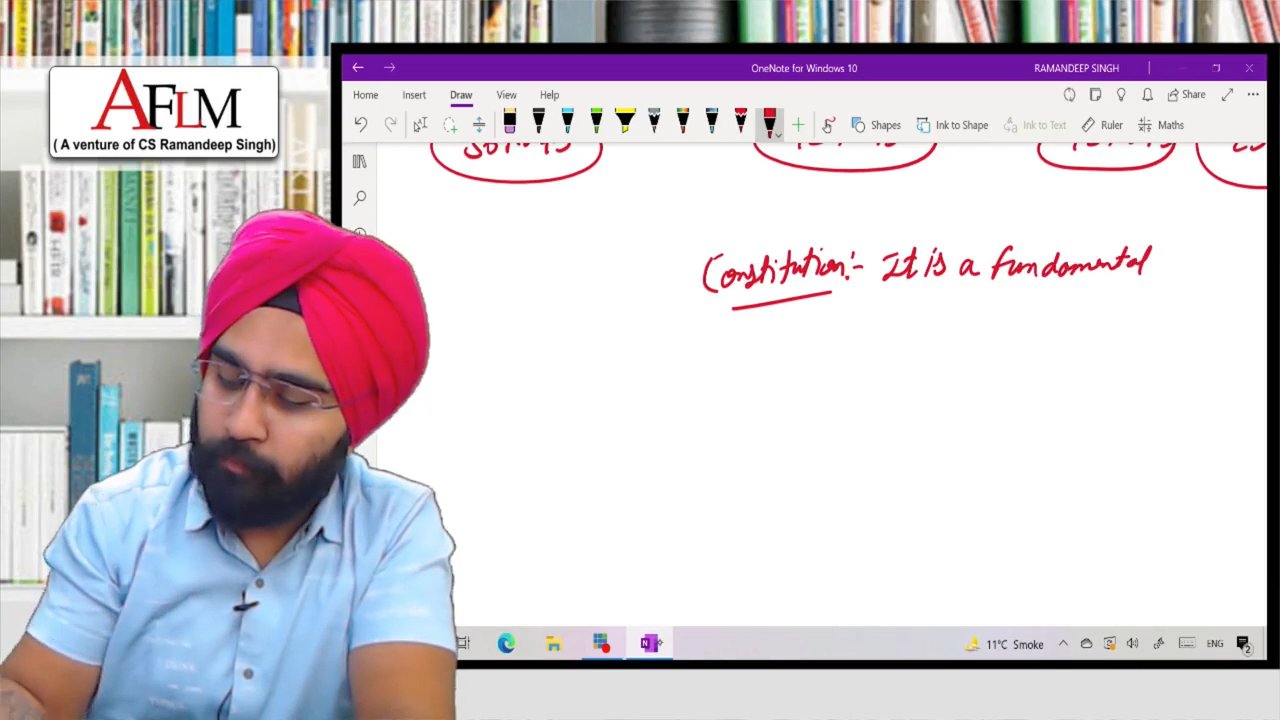 AFLM
( A venture of CS Ramandeep Singh)
OneNote for Windows 10
RAMANDEEP SINGH
Home Insert Draw View Help
Share
Shapes Ink to Shape Ink to Text Ruler Maths
Constitution:- It is a fundamental
11°C Smoke ENG 2